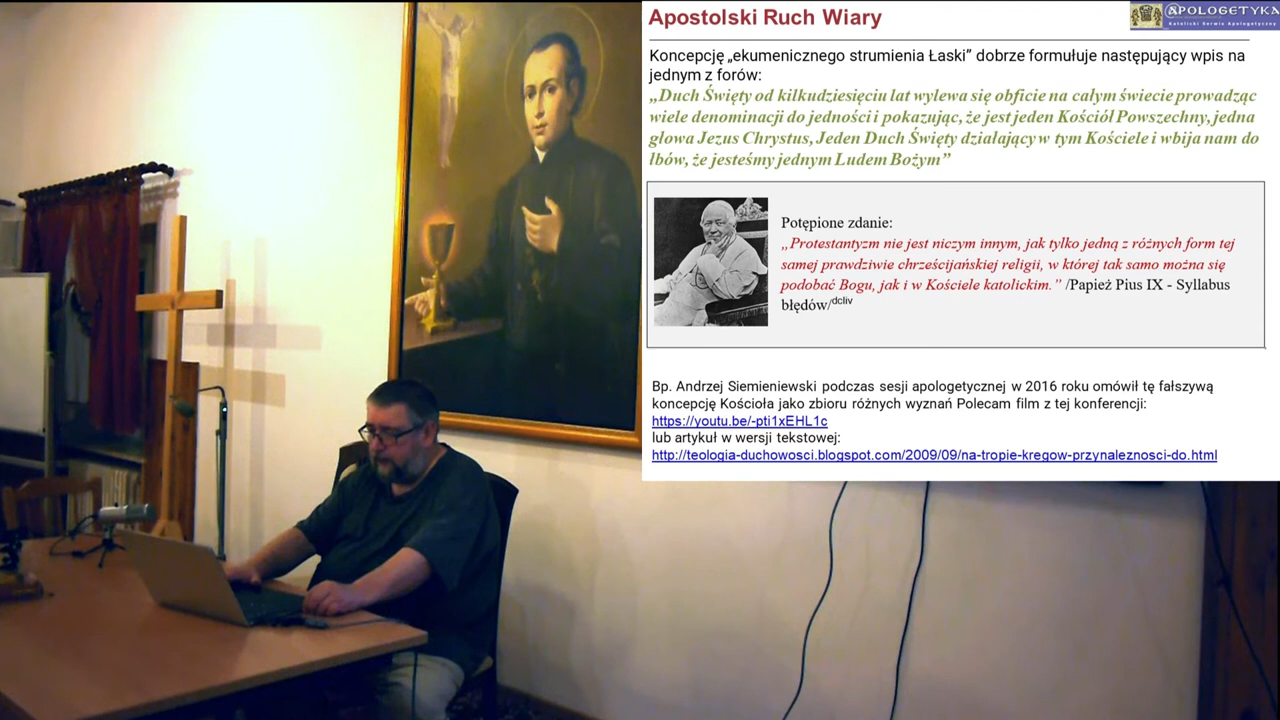 Apostolski Ruch Wiary
@APOLOGETYKA
Katolicki Serwis Apologetyczny
Koncepcję „ekumenicznego strumienia Łaski” dobrze formułuje następujący wpis na
jednym z forów:
„Duch Święty od kilkudziesięciu lat wylewa się obficie na całym świecie prowadząc
wiele denominacji do jedności i pokazując, że jest jeden Kościół Powszechny, jedna
głowa Jezus Chrystus, Jeden Duch Święty działający w tym Kościele i wbija nam do
łbów, że jesteśmy jednym Ludem Bożym”
Potępione zdanie:
„Protestantyzm nie jest niczym innym, jak tylko jedną z różnych form tej
samej prawdziwie chrześcijańskiej religii, w której tak samo można się
podobać Bogu, jak i w Kościele katolickim.” /Papież Pius IX - Syllabus
błędów/dcliv
Bp. Andrzej Siemieniewski podczas sesji apologetycznej w 2016 roku omówił tę fałszywą
koncepcję Kościoła jako zbioru różnych wyznań Polecam film z tej konferencji:
https://youtu.be/-pti1xEHL1c
lub artykuł w wersji tekstowej:
http://teologia-duchowosci.blogspot.com/2009/09/na-tropie-kregow-przynaleznosci-do.html